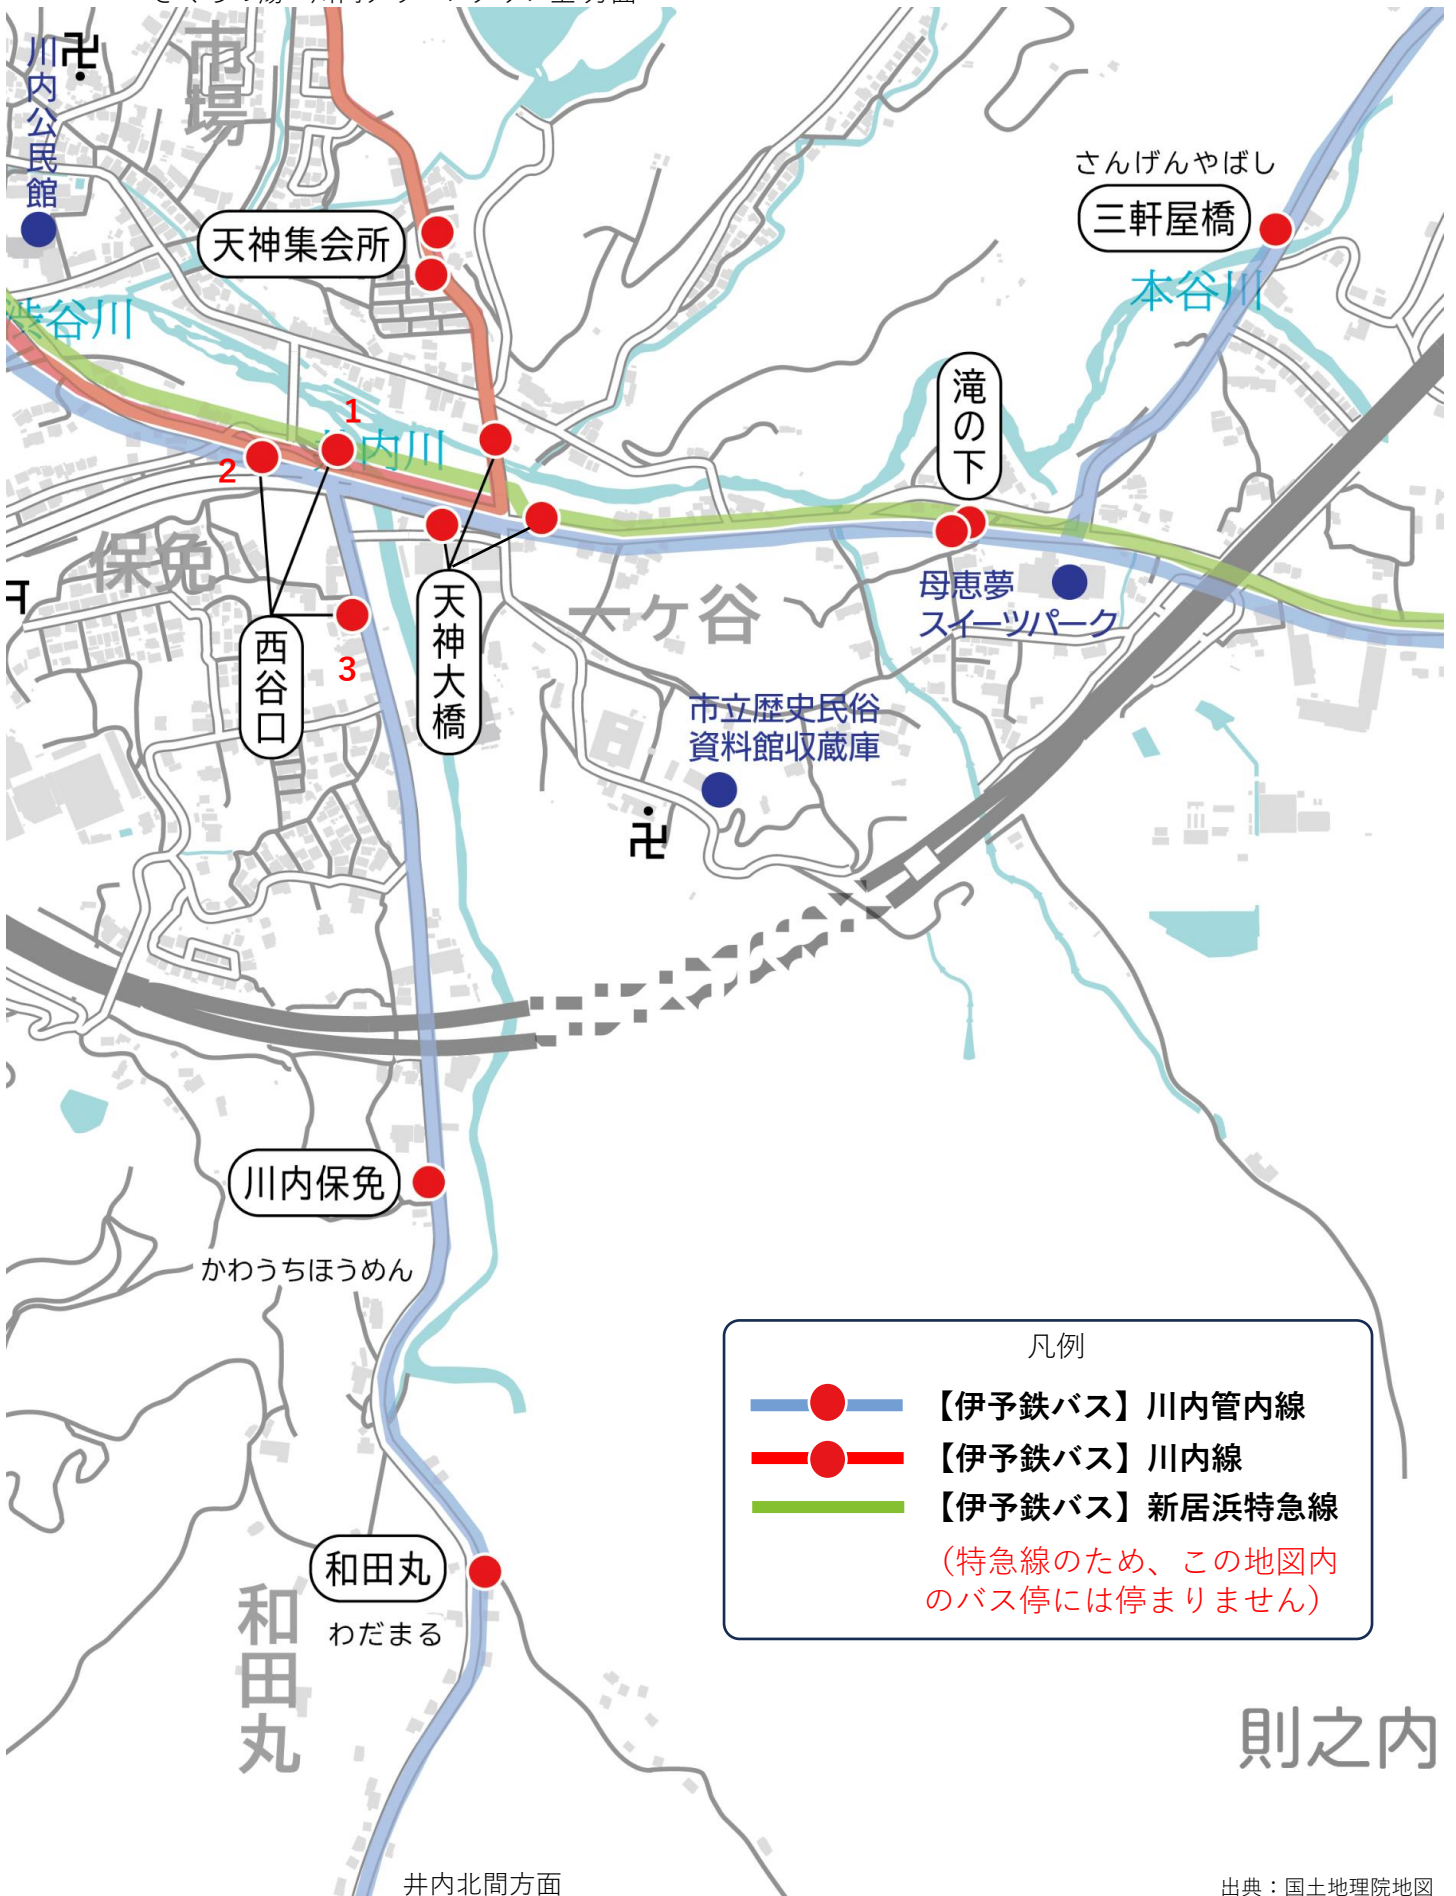 市場
川内公民館
さんげんやばし
三軒屋橋
天神集会所
本谷川
渋谷川
滝の下
1
井内川
2
保免
天神大橋
母恵夢
スイーツパーク
一ケ谷
西谷口
3
市立歴史民俗
資料館収蔵庫
川内保免
かわうちほうめん
凡例
【伊予鉄バス】川内管内線
【伊予鉄バス】川内線
【伊予鉄バス】新居浜特急線
（特急線のため、この地図内
のバス停には停まりません）
和田丸
わだまる
和田丸
則之内
井内北間方面
出典：国土地理院地図